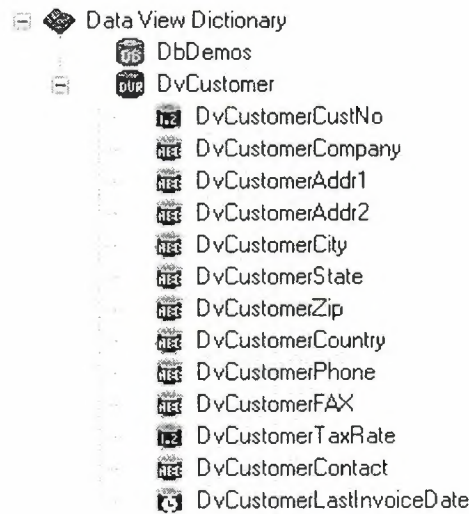 Data View Dictionary
DbDemos
DvCustomer
DvCustomerCustNo
DvCustomerCompany
DvCustomerAddr1
DvCustomerAddr2
DvCustomerCity
DvCustomerState
DvCustomerZip
DvCustomerCountry
DvCustomerPhone
DvCustomerFAX
DvCustomerTaxRate
DvCustomerContact
DvCustomerLastInvoiceDate